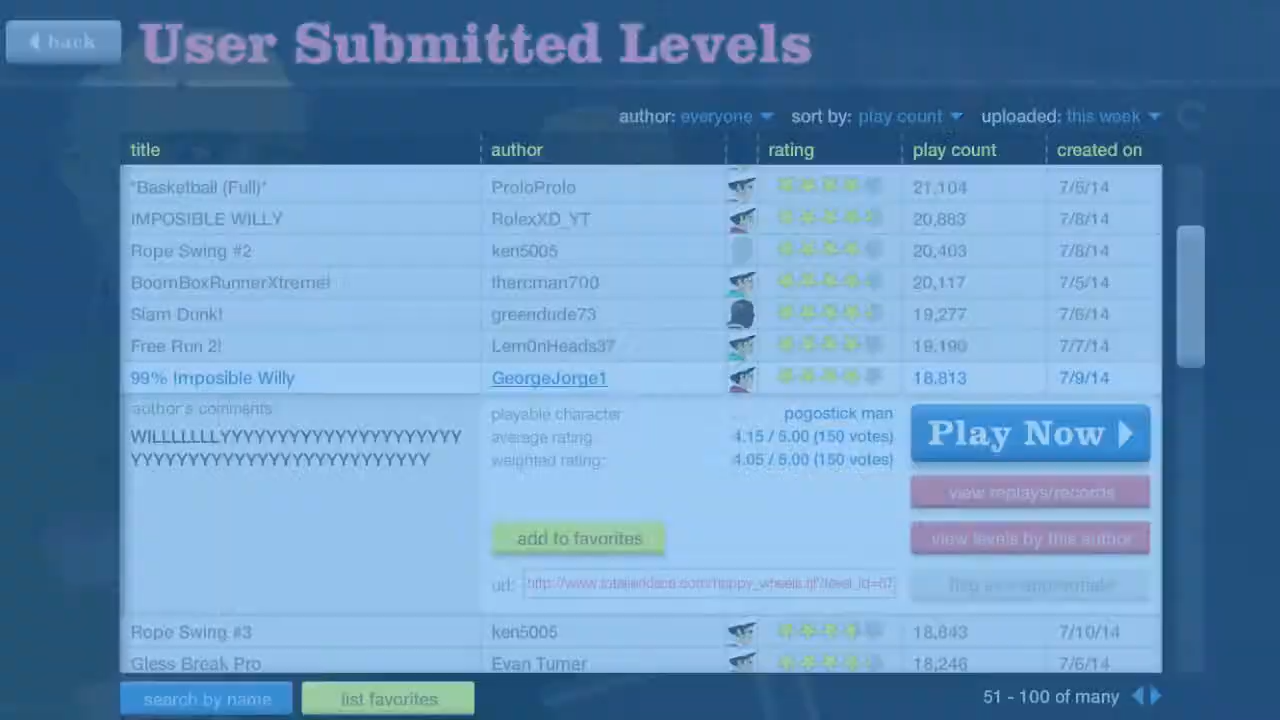 back
User Submitted Levels
author: everyone sort by: play count uploaded: this week
title author rating play count created on
"Basketball (Full)" ProloProlo 21,104 7/5/14
IMPOSIBLE WILLY RolexXD_YT 20,883 7/8/14
Rope Swing #2 ken5005 20,403 7/8/14
BoomBoxRunnerXtreme! thercman700 20,117 7/5/14
Slam Dunk! greendude73 19,277 7/6/14
Free Run 2! Lem0nHeads37 19,190 7/7/14
99% Imposible Willy GeorgeJorge1 18,813 7/9/14
author's comments
playable character pogostick man
average rating: 4.15 / 5.00 (150 votes)
weighted rating: 4.05 / 5.00 (150 votes)
Play Now
view replays/records
add to favorites
view levels by this author
url:
flag as inappropriate
Rope Swing #3 ken5005 18,643 7/10/14
Gless Break Pro Evan Turner 18,246 7/6/14
search by name list favorites 51 - 100 of many